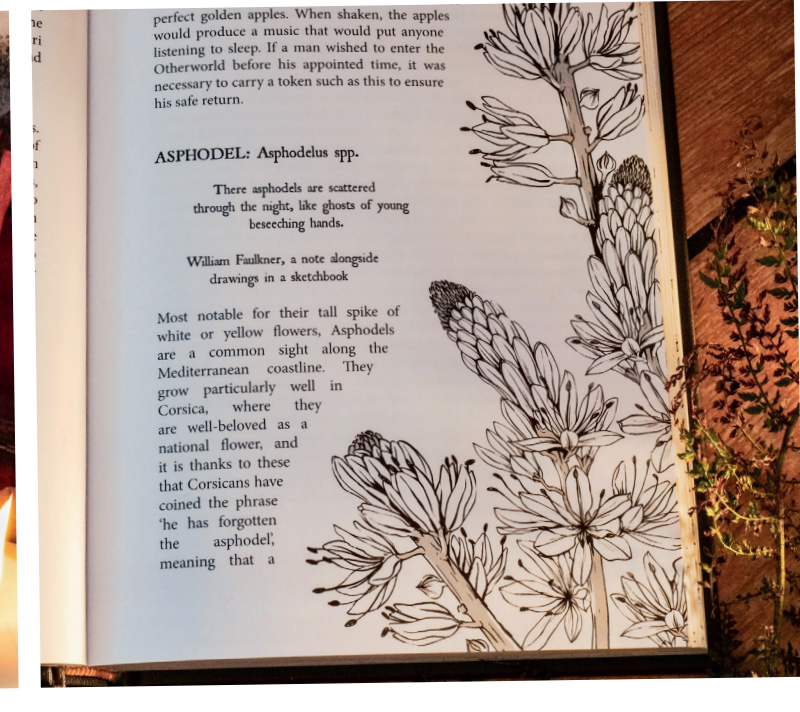 perfect golden apples. When shaken, the apples
would produce a music that would put anyone
listening to sleep. If a man wished to enter the
Otherworld before his appointed time, it was
necessary to carry a token such as this to ensure
his safe return.
ASPHODEL: Asphodelus spp.
There asphodels are scattered
through the night, like ghosts of young
beseeching hands.
William Faulkner, a note alongside
drawings in a sketchbook
Most notable for their tall spike of
white or yellow flowers, Asphodels
are a common sight along the
Mediterranean coastline. They
grow particularly well in
Corsica, where they
are well-beloved as a
national flower, and
it is thanks to these
that Corsicans have
coined the phrase
‘he has forgotten
the asphodel’,
meaning that a